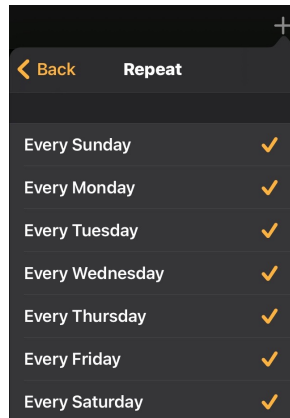 Back Repeat
Every Sunday
Every Monday
Every Tuesday
Every Wednesday
Every Thursday
Every Friday
Every Saturday